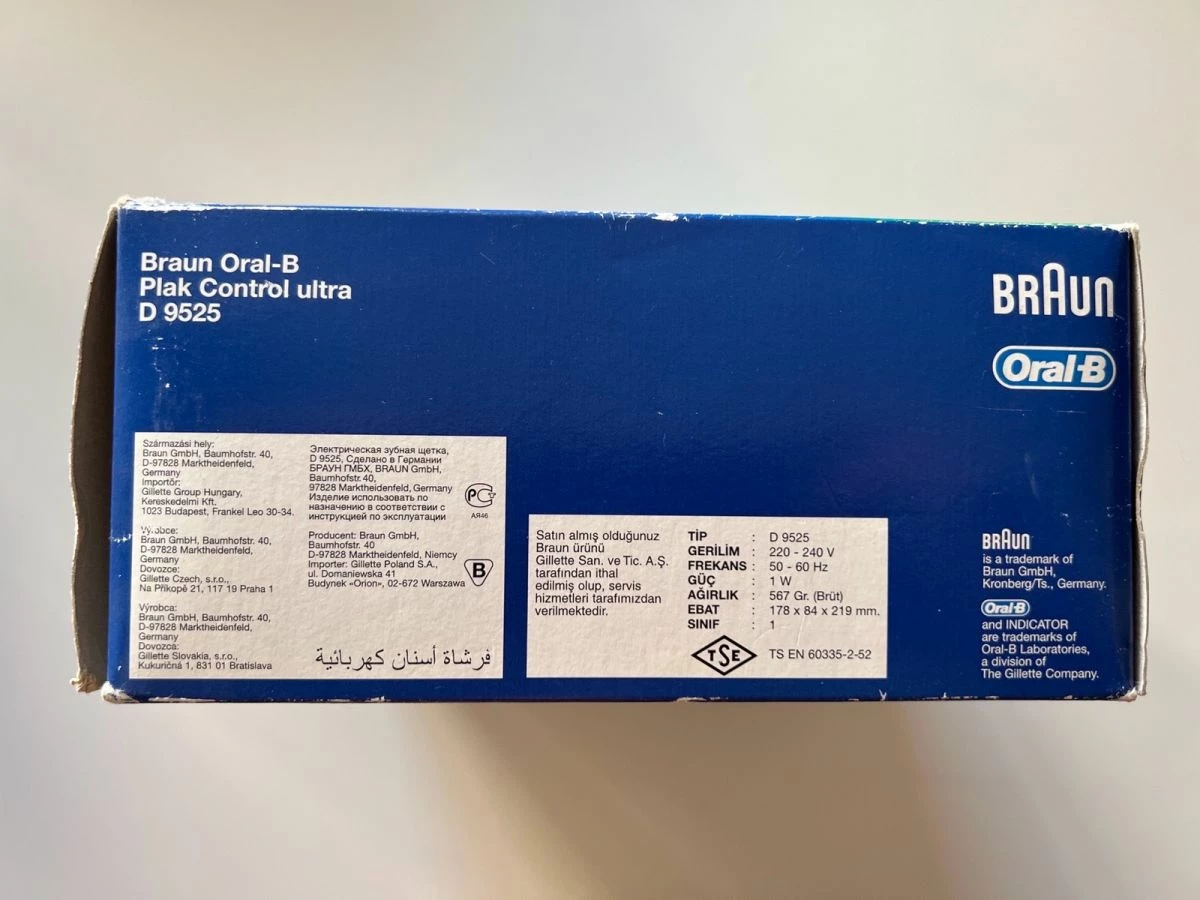 Braun Oral-B
Plak Control ultra
D 9525
BRAUN
Oral-B
Származási hely:
Braun GmbH, Baumhofstr. 40,
D-97828 Marktheidenfeld,
Germany
Importőr:
Gillette Group Hungary,
Kereskedelmi Kft.
1023 Budapest, Frankel Leo 30-34.
Výrobce:
Braun GmbH, Baumhofstr. 40,
D-97828 Marktheidenfeld,
Germany
Dovozce:
Gillette Czech, s.r.o.,
Na Příkopě 21, 117 19 Praha 1
Výrobca:
Braun GmbH, Baumhofstr. 40,
D-97828 Marktheidenfeld,
Germany
Dovozca:
Gillette Slovakia, s.r.o.,
Kukuričná 1, 831 01 Bratislava
Электрическая зубная щетка,
D 9525, Сделано в Германии
БРАУН ГМБХ, BRAUN GmbH,
Baumhofstr. 40,
97828 Marktheidenfeld, Germany
Изделие использовать по
назначению в соответствии с
инструкцией по эксплуатации
РСТ
АЯ46
Producent: Braun GmbH,
Baumhofstr. 40
D-97828 Marktheidenfeld, Niemcy
Importer: Gillette Poland S.A.,
ul. Domaniewska 41
Budynek «Orion», 02-672 Warszawa
B
فرشاة أسنان كهربائية
Satın almış olduğunuz
Braun ürünü
Gillette San. ve Tic. A.Ş.
tarafından ithal
edilmiş olup, servis
hizmetleri tarafımızdan
verilmektedir.
TİP : D 9525
GERİLİM : 220 - 240 V
FREKANS : 50 - 60 Hz
GÜÇ : 1 W
AĞIRLIK : 567 Gr. (Brüt)
EBAT : 178 x 84 x 219 mm.
SINIF : 1
TSE TS EN 60335-2-52
BRAUN
is a trademark of
Braun GmbH,
Kronberg/Ts., Germany.
Oral-B
and INDICATOR
are trademarks of
Oral-B Laboratories,
a division of
The Gillette Company.